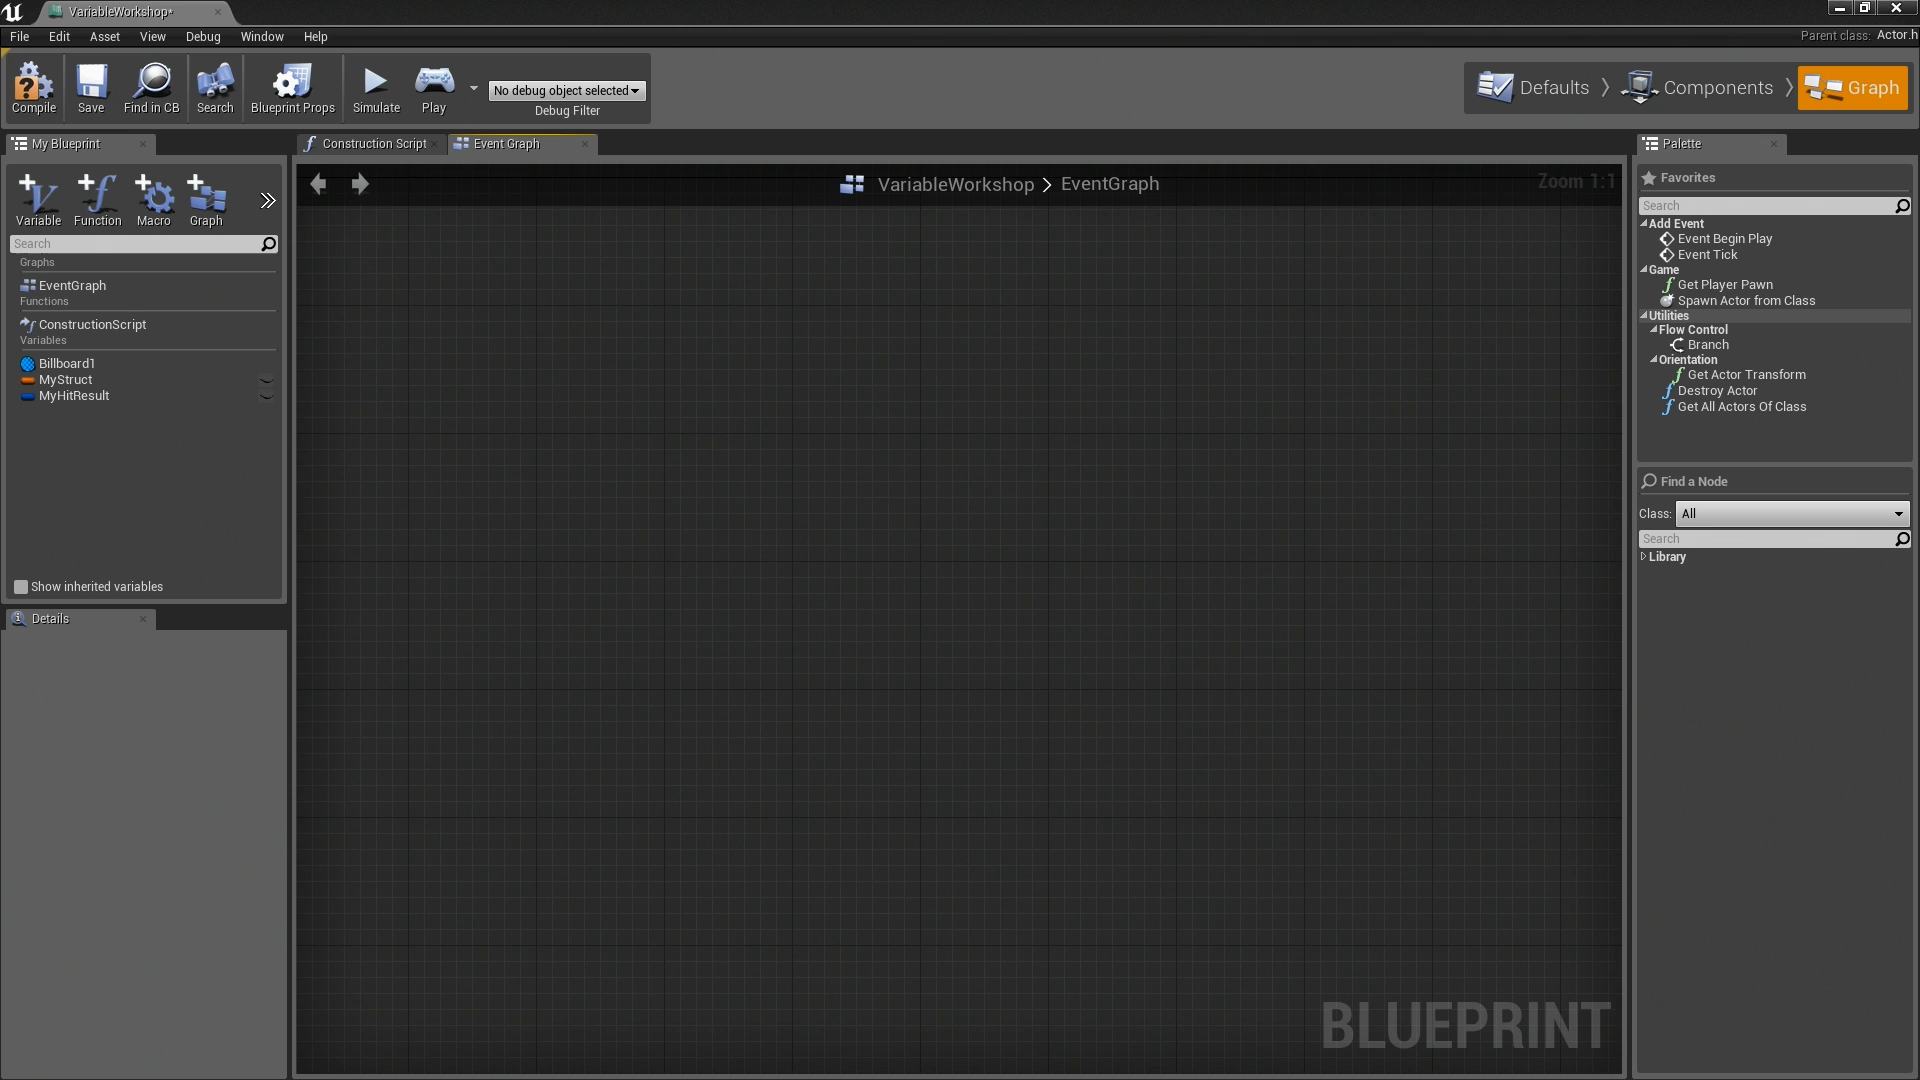 VariableWorkshop*
File Edit Asset View Debug Window Help
Parent class: Actor.h
Compile Save Find in CB Search Blueprint Props Simulate Play
No debug object selected
Debug Filter
Defaults Components Graph
My Blueprint
Construction Script
Event Graph
Palette
Variable Function Macro Graph
Search
Graphs
EventGraph
Functions
ConstructionScript
Variables
Billboard1
MyStruct
MyHitResult
Show inherited variables
Details
VariableWorkshop > EventGraph
Zoom 1:1
BLUEPRINT
Favorites
Search
Add Event
Event Begin Play
Event Tick
Game
Get Player Pawn
Spawn Actor from Class
Utilities
Flow Control
Branch
Orientation
Get Actor Transform
Destroy Actor
Get All Actors Of Class
Find a Node
Class: All
Search
Library